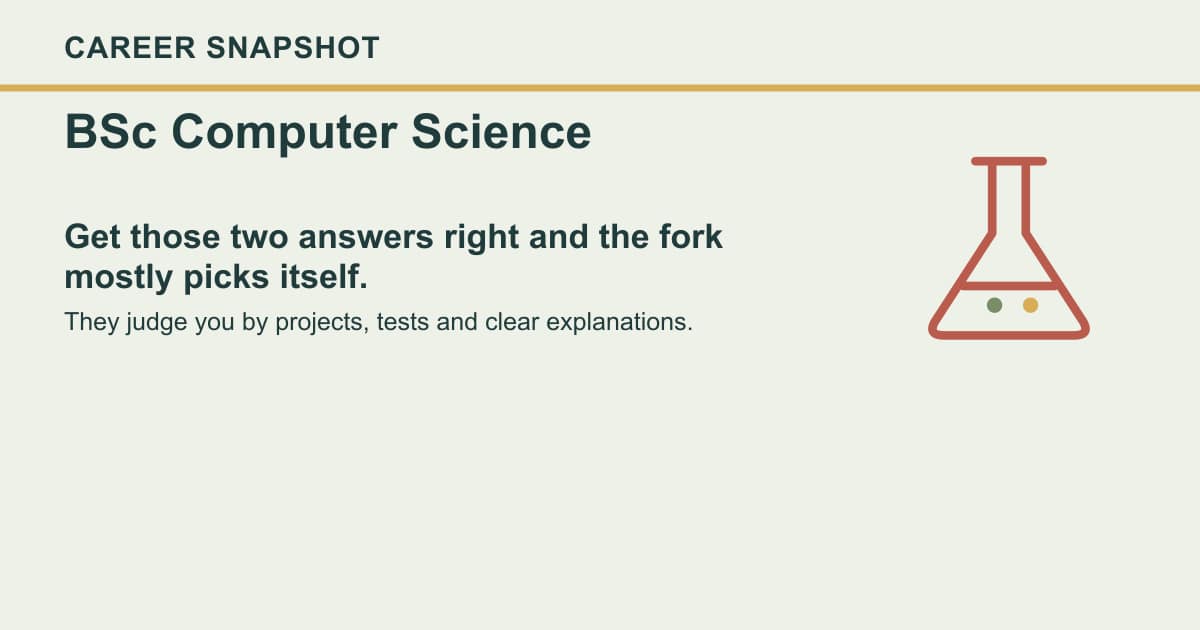 CAREER SNAPSHOT
BSc Computer Science
Get those two answers right and the fork
mostly picks itself.
They judge you by projects, tests and clear explanations.